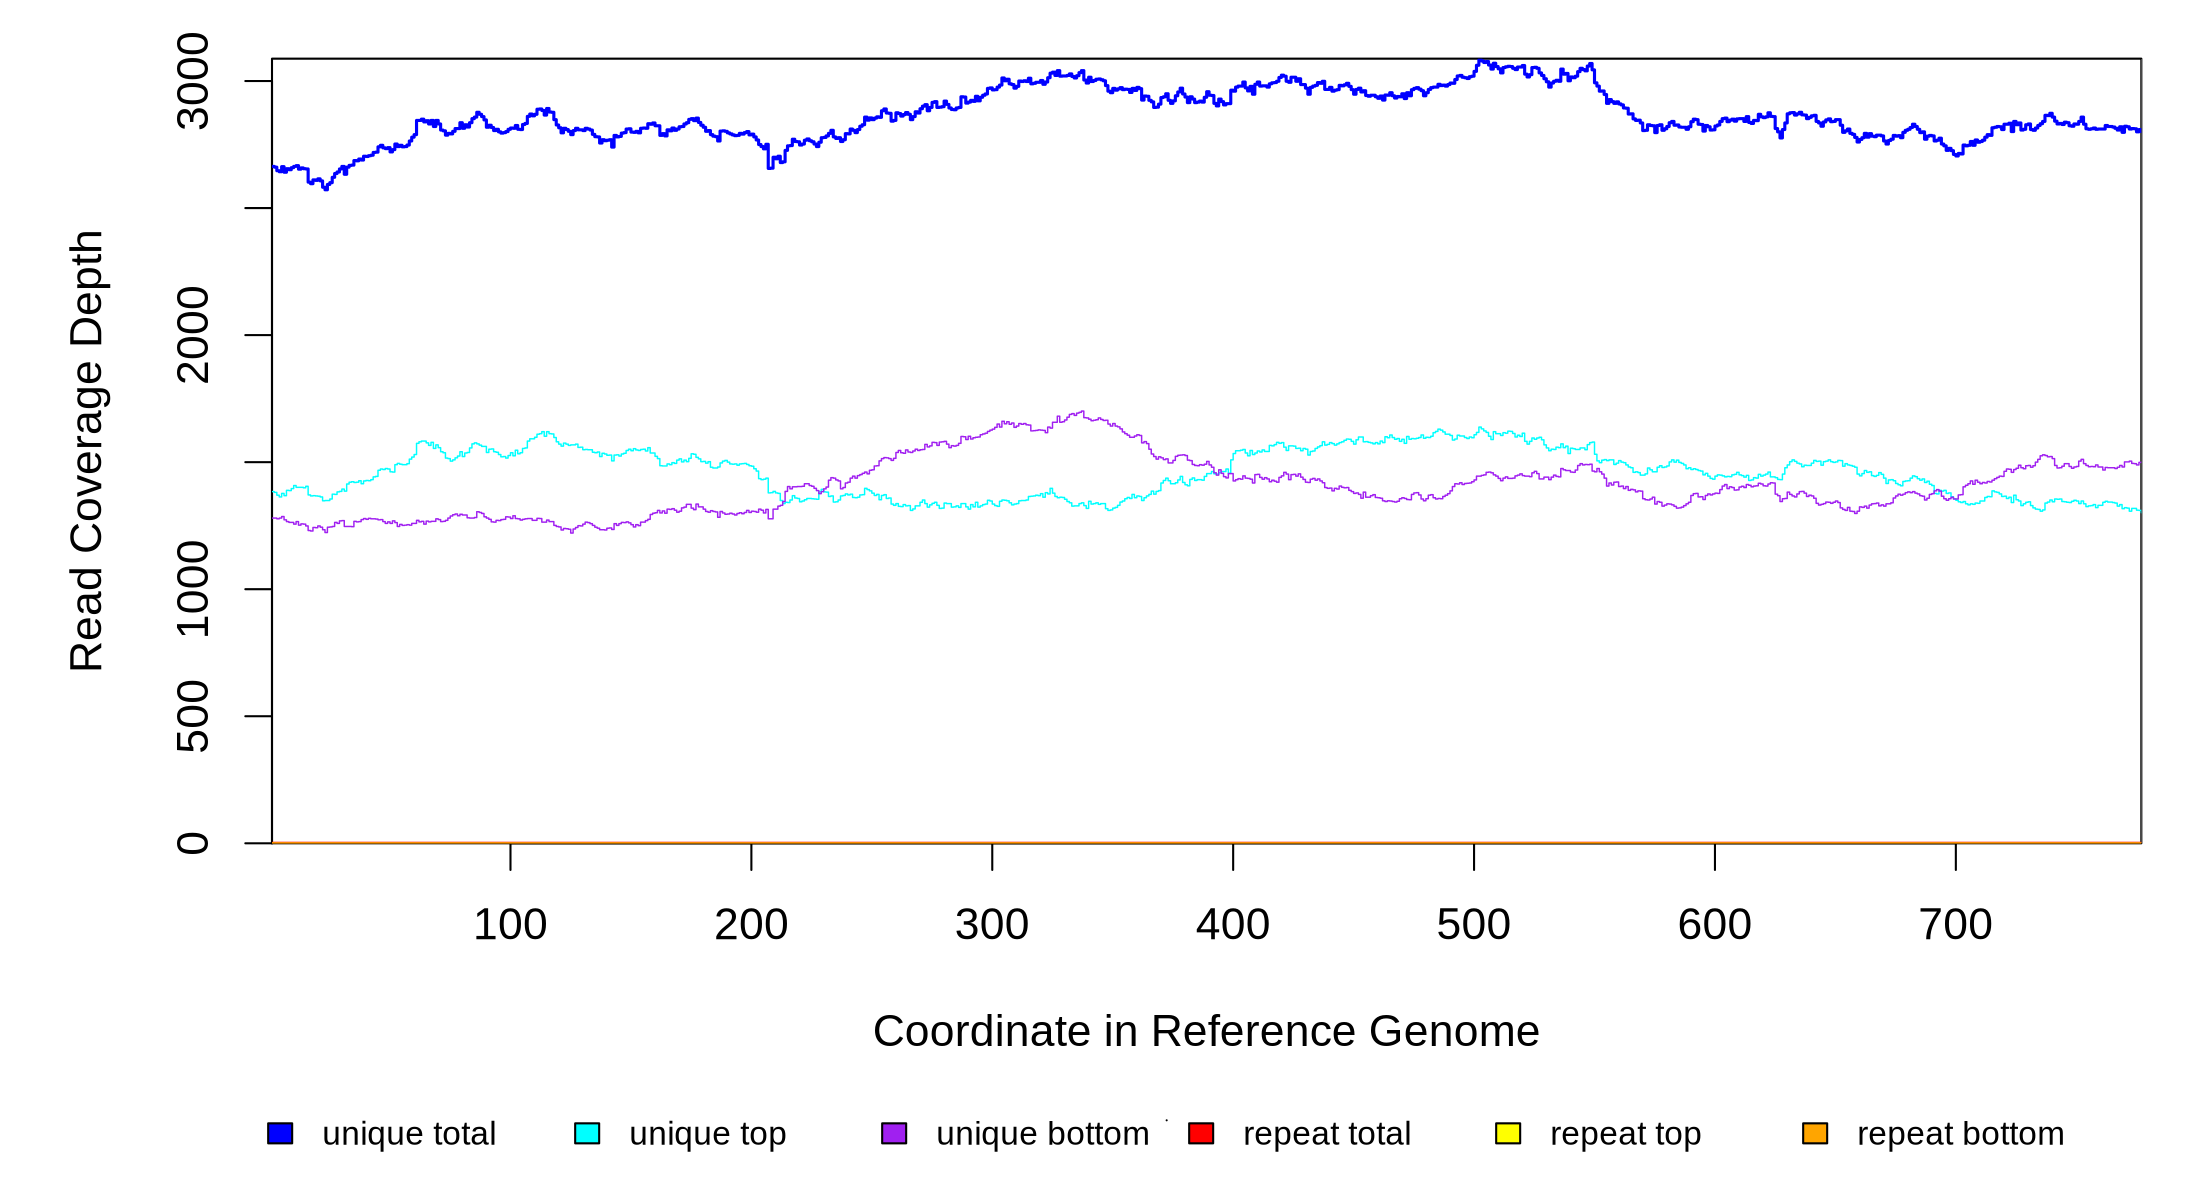 Read Coverage Depth
3000
2000
1000
500
0
100 200 300 400 500 600 700
Coordinate in Reference Genome
unique total unique top unique bottom repeat total repeat top repeat bottom